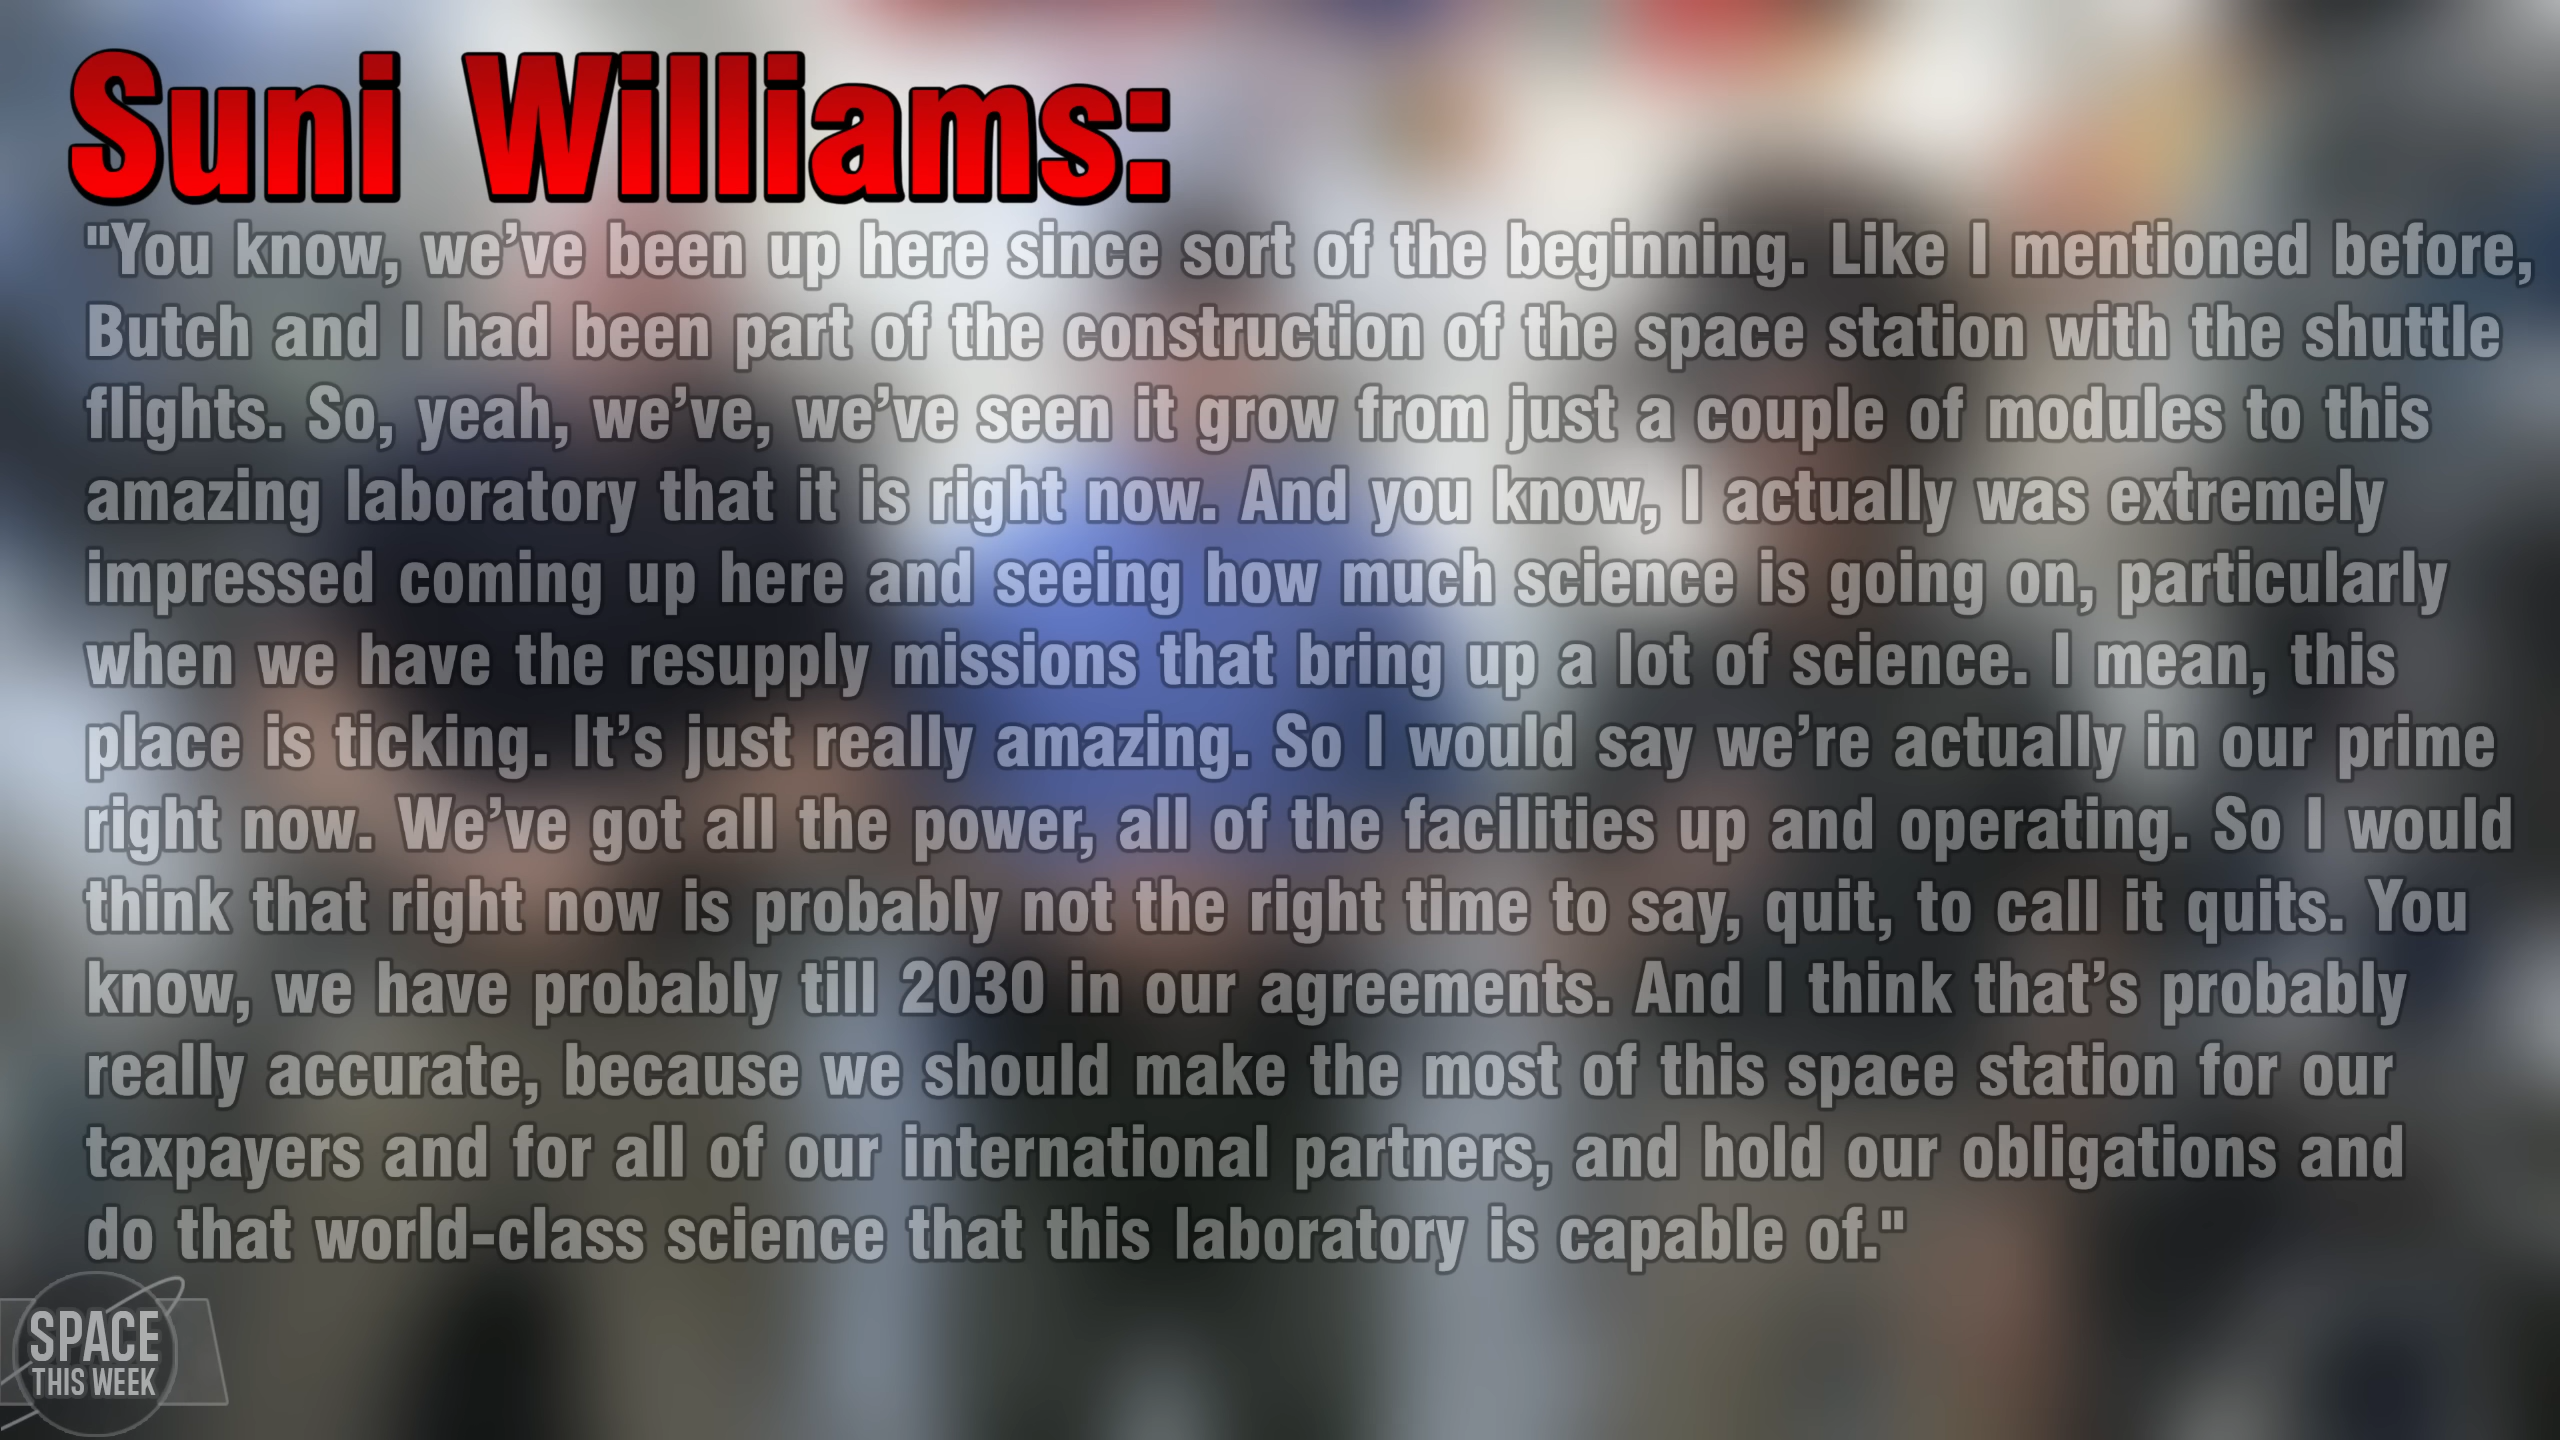 Suni Williams:
"You know, we’ve been up here since sort of the beginning. Like I mentioned before,
Butch and I had been part of the construction of the space station with the shuttle
flights. So, yeah, we’ve, we’ve seen it grow from just a couple of modules to this
amazing laboratory that it is right now. And you know, I actually was extremely
impressed coming up here and seeing how much science is going on, particularly
when we have the resupply missions that bring up a lot of science. I mean, this
place is ticking. It’s just really amazing. So I would say we’re actually in our prime
right now. We’ve got all the power, all of the facilities up and operating. So I would
think that right now is probably not the right time to say, quit, to call it quits. You
know, we have probably till 2030 in our agreements. And I think that’s probably
really accurate, because we should make the most of this space station for our
taxpayers and for all of our international partners, and hold our obligations and
do that world-class science that this laboratory is capable of."
SPACE
THIS WEEK